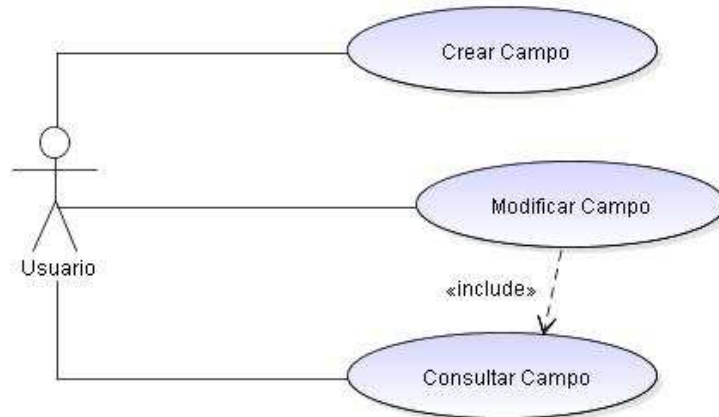 Crear Campo
Modificar Campo
Usuario
«include»
Consultar Campo